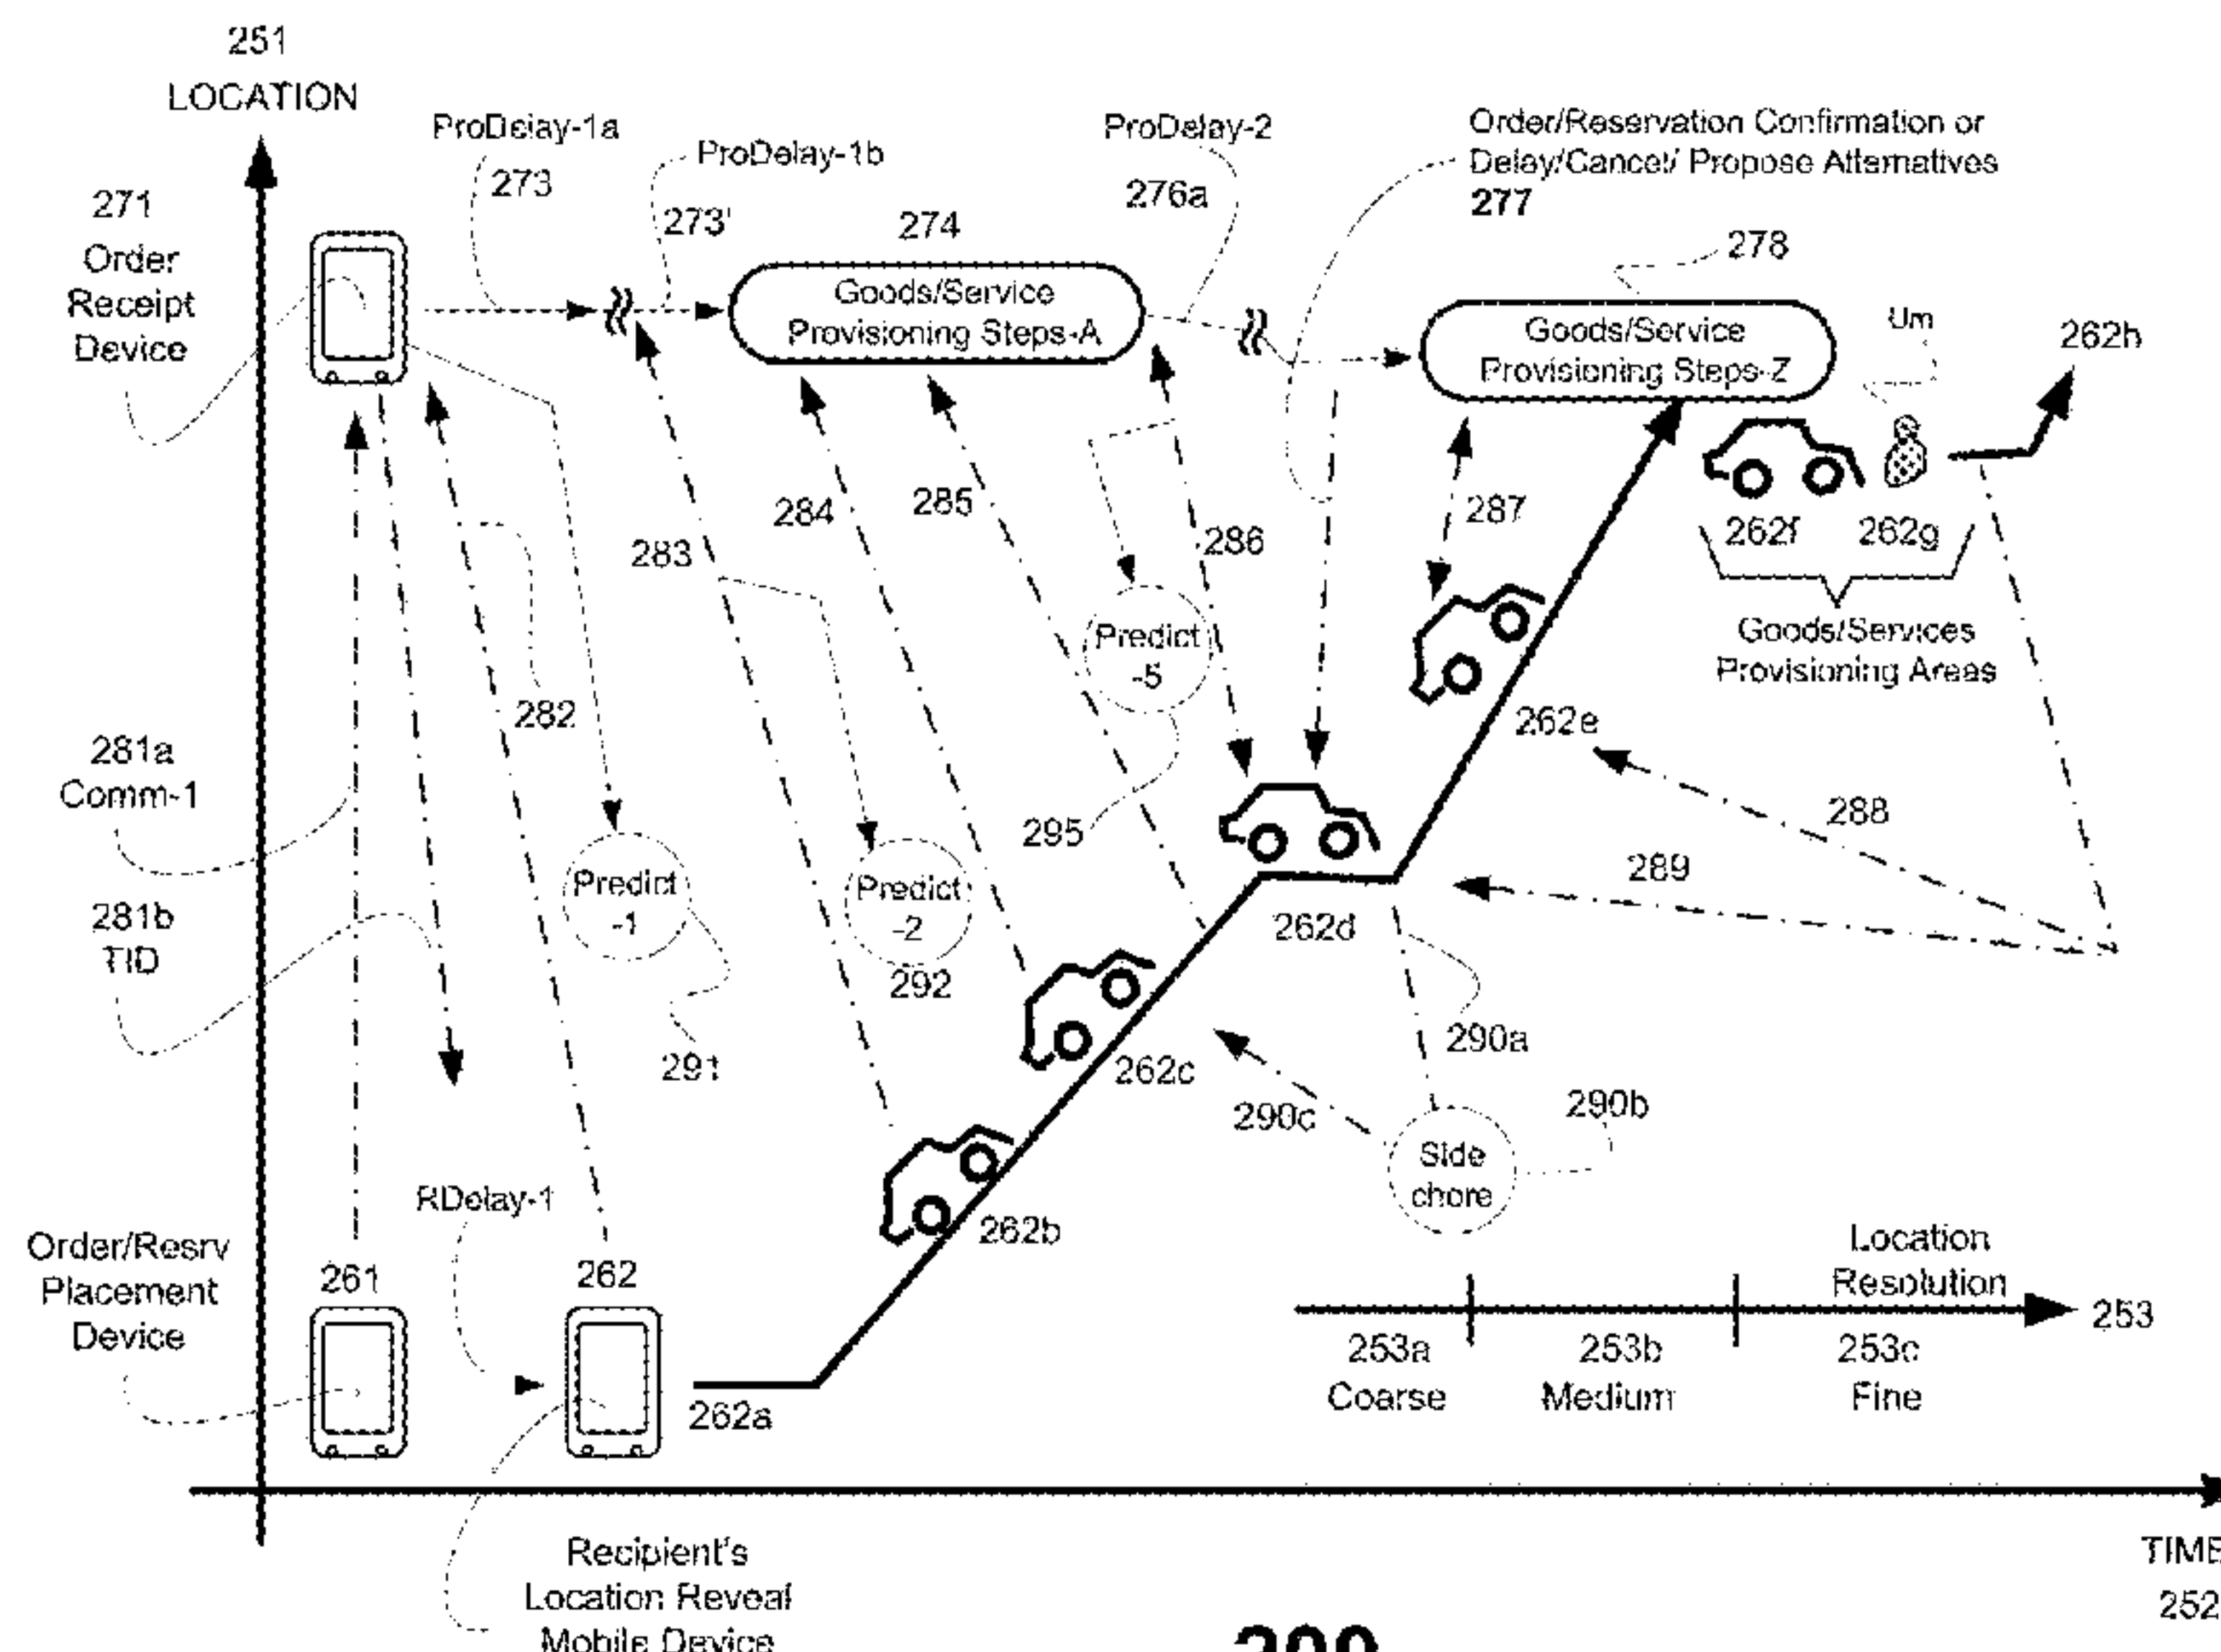 251
LOCATION
ProDelay-1a
273
ProDelay-1b
273'
ProDelay-2
276a
Order/Reservation Confirmation or
Delay/Cancel/ Propose Alternatives
277
271
Order
Receipt
Device
274
Goods/Service
Provisioning Steps-A
278
Goods/Service
Provisioning Steps-Z
Um
262h
283
284
285
286
287
262f
262g
Goods/Services
Provisioning Areas
282
Predict
-5
262e
281a
Comm-1
295
288
289
281b
TID
Predict
-1
Predict
-2
292
262d
291
262c
290a
290c
290b
Side
chore
RDelay-1
262b
Order/Resrv
Placement
Device
261
262
262a
Location
Resolution
253
253a
Coarse
253b
Medium
253c
Fine
TIME
252
Recipient's
Location Reveal
Mobile Device